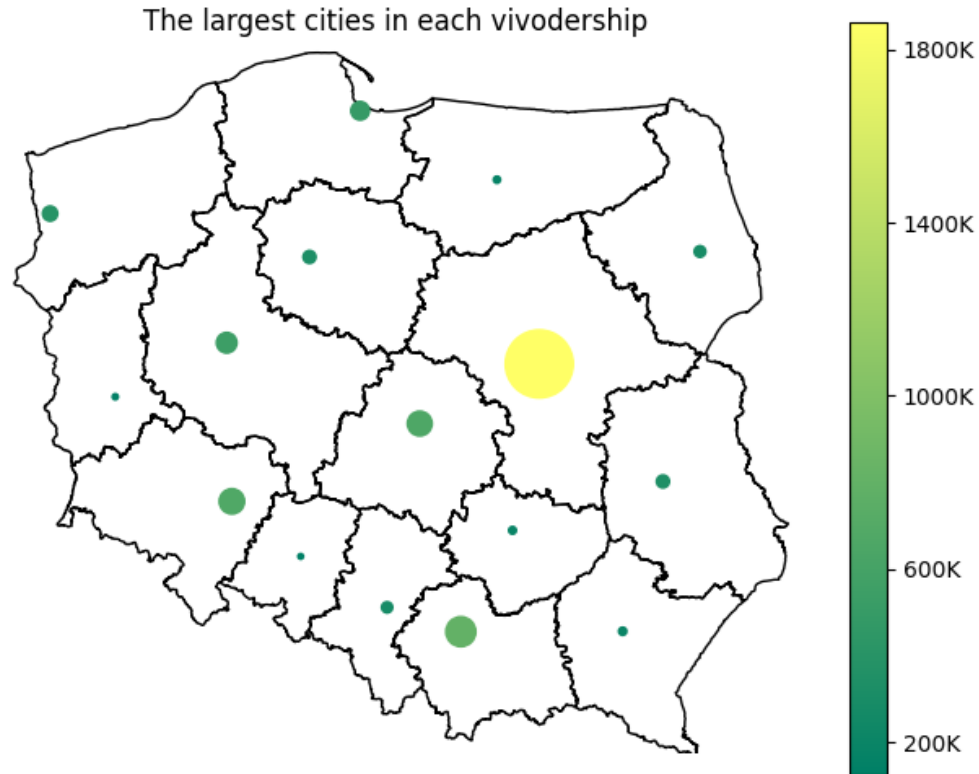 The largest cities in each vivodership
1800K
1400K
1000K
600K
200K